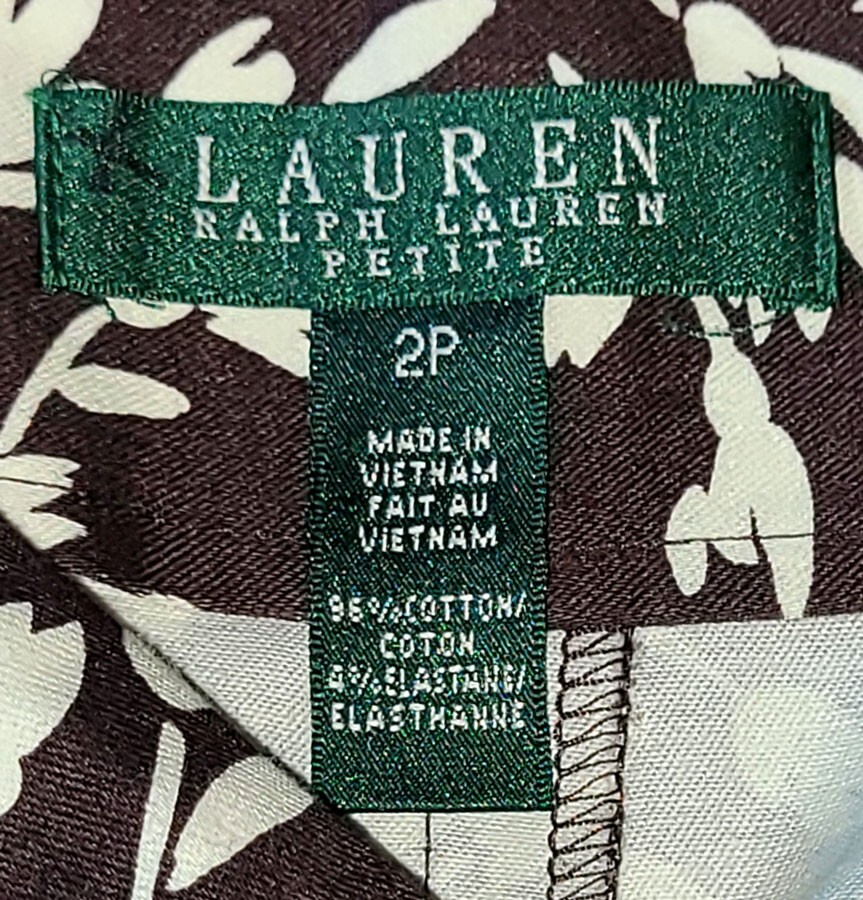 LAUREN
RALPH LAUREN
PETITE
2P
MADE IN
VIETNAM
FAIT AU
VIETNAM
96% COTTON/
COTON
4% ELASTANE/
ELASTHANNE